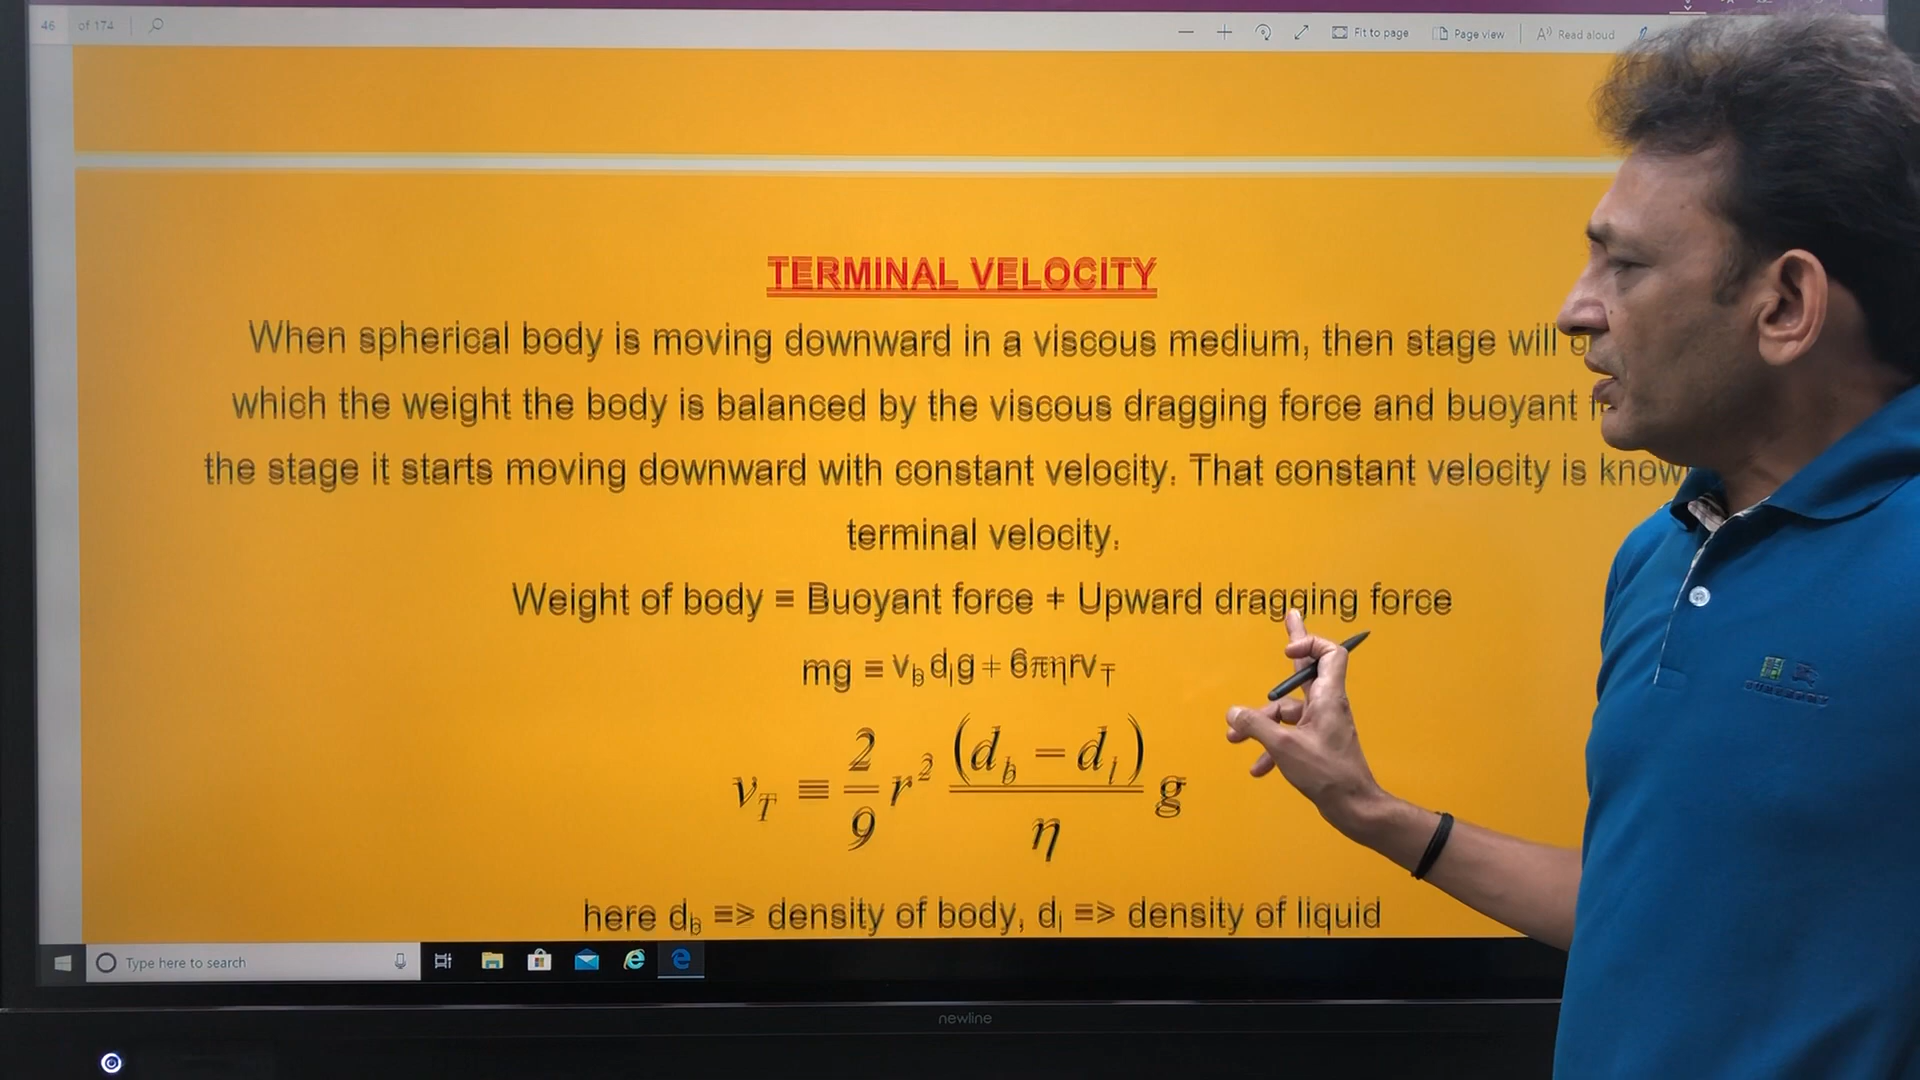 46 of 174
Fit to page Page view Read aloud
TERMINAL VELOCITY
When spherical body is moving downward in a viscous medium, then stage will
which the weight the body is balanced by the viscous dragging force and buoyant
the stage it starts moving downward with constant velocity. That constant velocity is know
terminal velocity.
Weight of body = Buoyant force + Upward dragging force
mg = v_b d_l g + 6πηrv_T
v_T = 2/9 r² (d_b − d_l)/η g
here d_b => density of body, d_l => density of liquid
Type here to search
newline